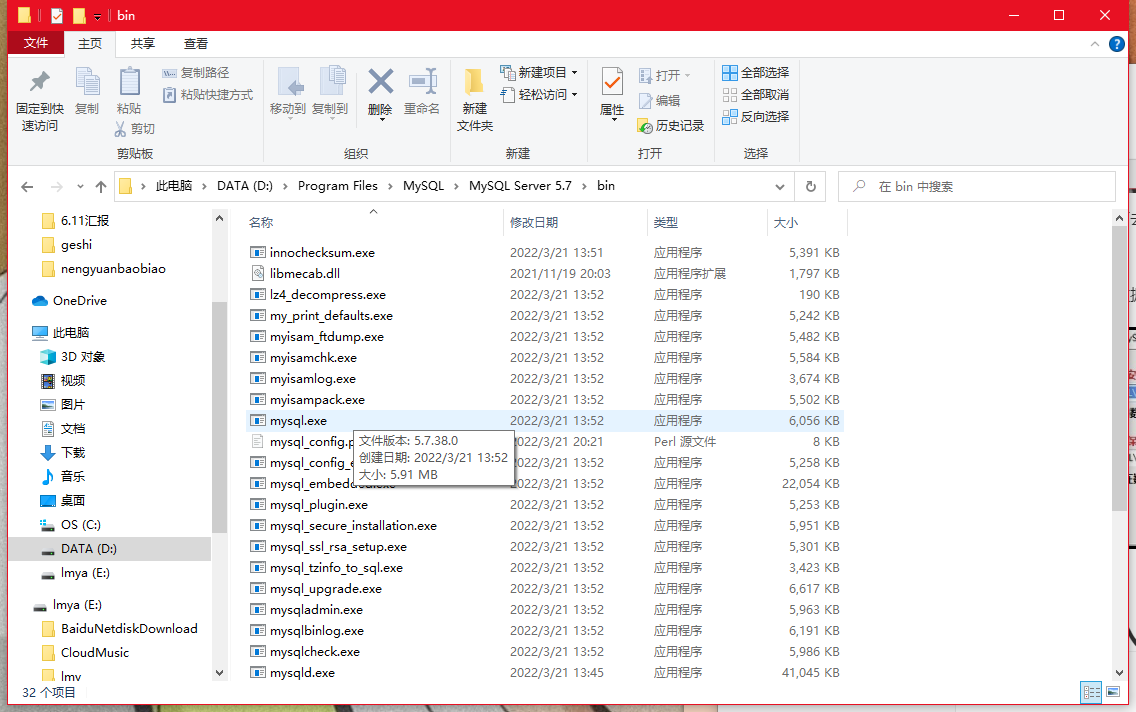 bin
文件 主页 共享 查看
固定到快速访问
复制
粘贴
复制路径
粘贴快捷方式
剪切
剪贴板
移动到
复制到
删除
重命名
组织
新建文件夹
新建项目
轻松访问
新建
属性
打开
编辑
历史记录
打开
全部选择
全部取消
反向选择
选择
此电脑 DATA (D:) Program Files MySQL MySQL Server 5.7 bin
在 bin 中搜索
6.11汇报
geshi
nengyuanbaobiao
OneDrive
此电脑
3D 对象
视频
图片
文档
下载
音乐
桌面
OS (C:)
DATA (D:)
lmya (E:)
lmya (E:)
BaiduNetdiskDownload
CloudMusic
lmy
名称 修改日期 类型 大小
innochecksum.exe 2022/3/21 13:51 应用程序 5,391 KB
libmecab.dll 2021/11/19 20:03 应用程序扩展 1,797 KB
lz4_decompress.exe 2022/3/21 13:52 应用程序 190 KB
my_print_defaults.exe 2022/3/21 13:52 应用程序 5,242 KB
myisam_ftdump.exe 2022/3/21 13:52 应用程序 5,482 KB
myisamchk.exe 2022/3/21 13:52 应用程序 5,584 KB
myisamlog.exe 2022/3/21 13:52 应用程序 3,674 KB
myisampack.exe 2022/3/21 13:52 应用程序 5,502 KB
mysql.exe 2022/3/21 13:52 应用程序 6,056 KB
mysql_config.p 2022/3/21 20:21 Perl 源文件 8 KB
mysql_config_e 2022/3/21 13:52 应用程序 5,258 KB
mysql_embedded.exe 2022/3/21 13:52 应用程序 22,054 KB
文件版本: 5.7.38.0
创建日期: 2022/3/21 13:52
大小: 5.91 MB
mysql_plugin.exe 2022/3/21 13:52 应用程序 5,253 KB
mysql_secure_installation.exe 2022/3/21 13:52 应用程序 5,951 KB
mysql_ssl_rsa_setup.exe 2022/3/21 13:52 应用程序 5,301 KB
mysql_tzinfo_to_sql.exe 2022/3/21 13:52 应用程序 3,423 KB
mysql_upgrade.exe 2022/3/21 13:52 应用程序 6,617 KB
mysqladmin.exe 2022/3/21 13:52 应用程序 5,963 KB
mysqlbinlog.exe 2022/3/21 13:52 应用程序 6,191 KB
mysqlcheck.exe 2022/3/21 13:52 应用程序 5,986 KB
mysqld.exe 2022/3/21 13:45 应用程序 41,045 KB
32 个项目